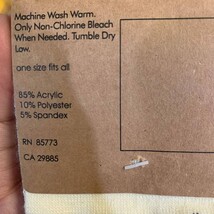 Machine Wash Warm.
Only Non-Chlorine Bleach
When Needed. Tumble Dry
Low.
one size fits all
85% Acrylic
10% Polyester
5% Spandex
RN 85773
CA 29885